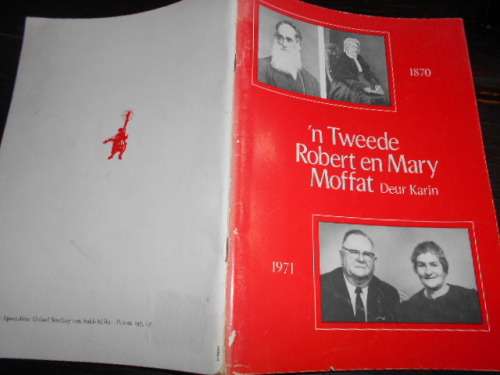 1870
'n Tweede
Robert en Mary
Moffat Deur Karin
1971